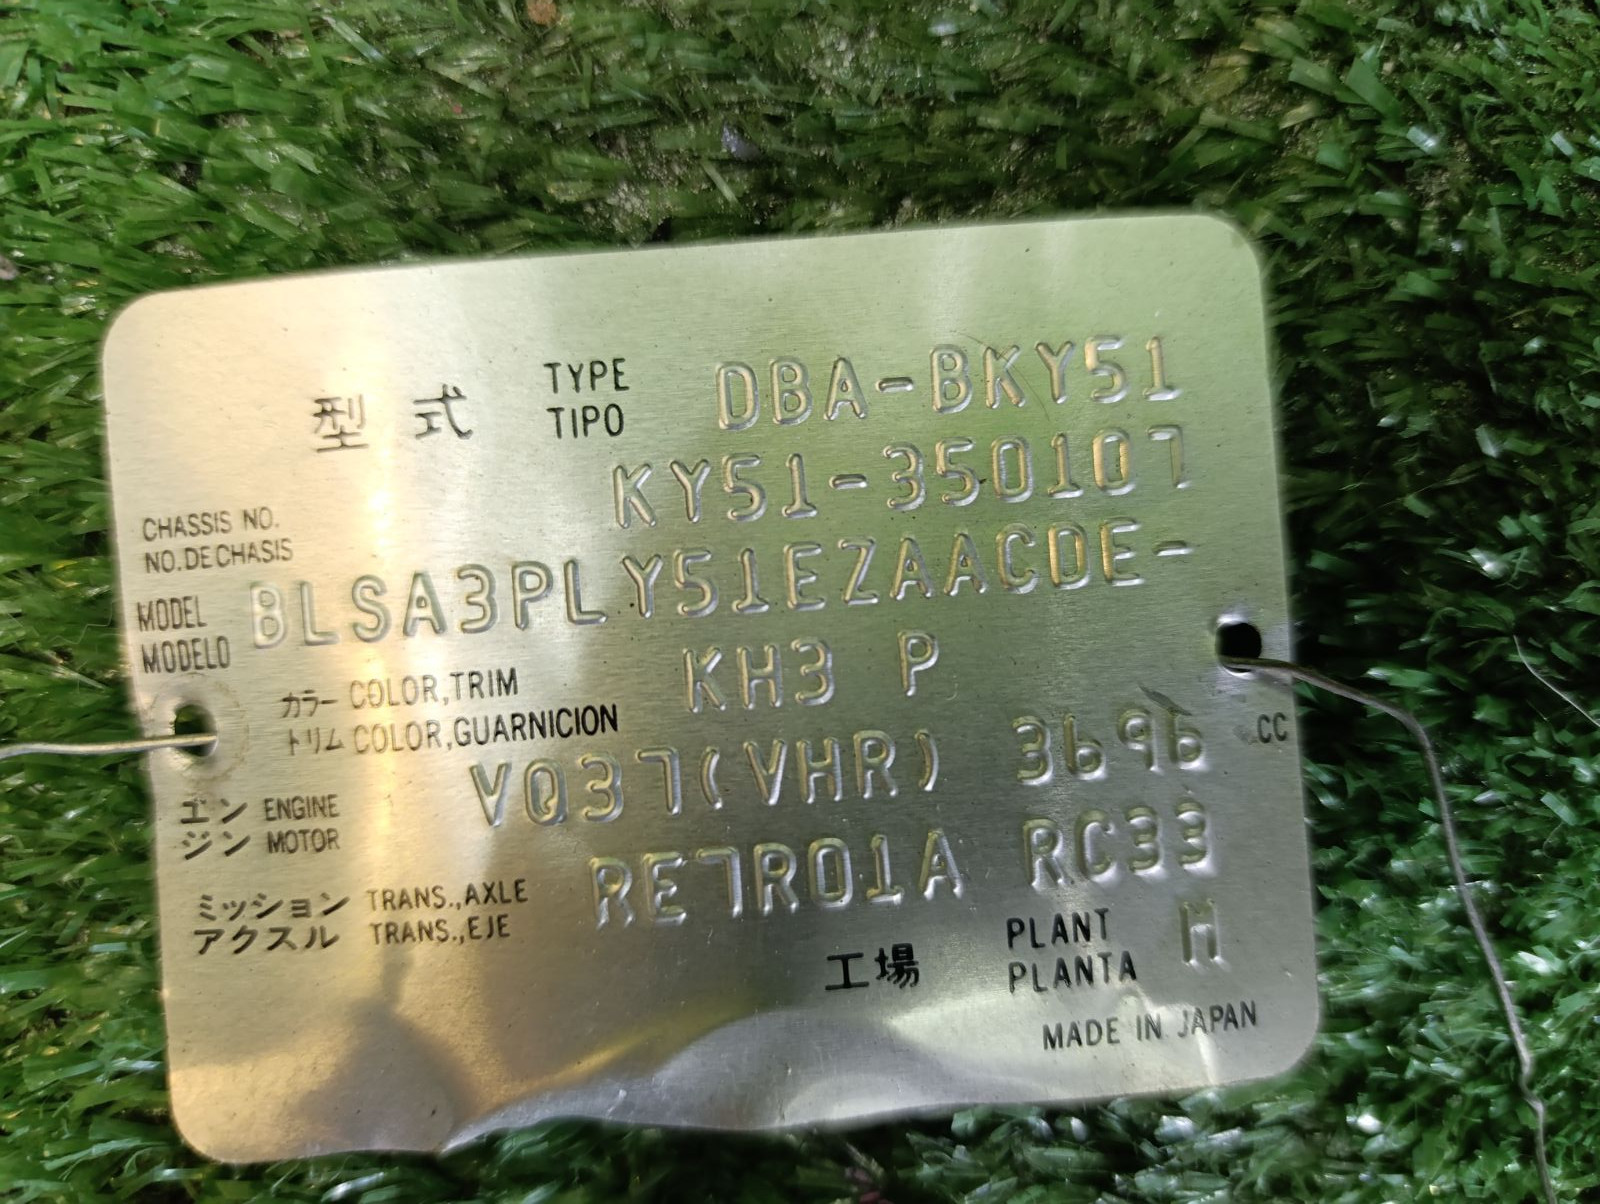 型 式 TYPE DBA-BKY51
TIPO
KY51-350107
CHASSIS NO.
NO.DE CHASIS
MODEL BLSA3PLY51EZAACDE-
MODELO
カラー COLOR,TRIM KH3 P
トリム COLOR,GUARNICION
VQ37(VHR) 3696 CC
エン ENGINE
ジン MOTOR
RE7R01A RC33
ミッション TRANS.,AXLE
アクスル TRANS.,EJE
工場 PLANT M
PLANTA
MADE IN JAPAN